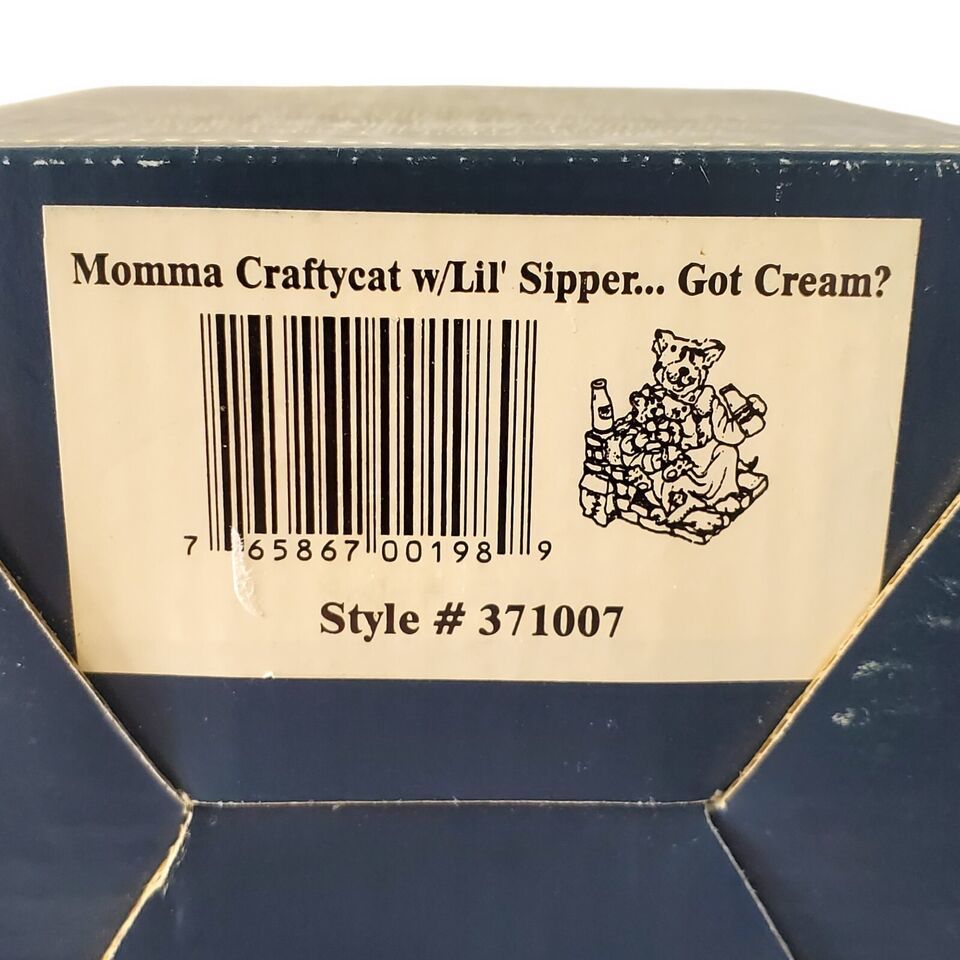 Momma Craftycat w/Lil' Sipper... Got Cream?
7 65867 00198 9
Style # 371007